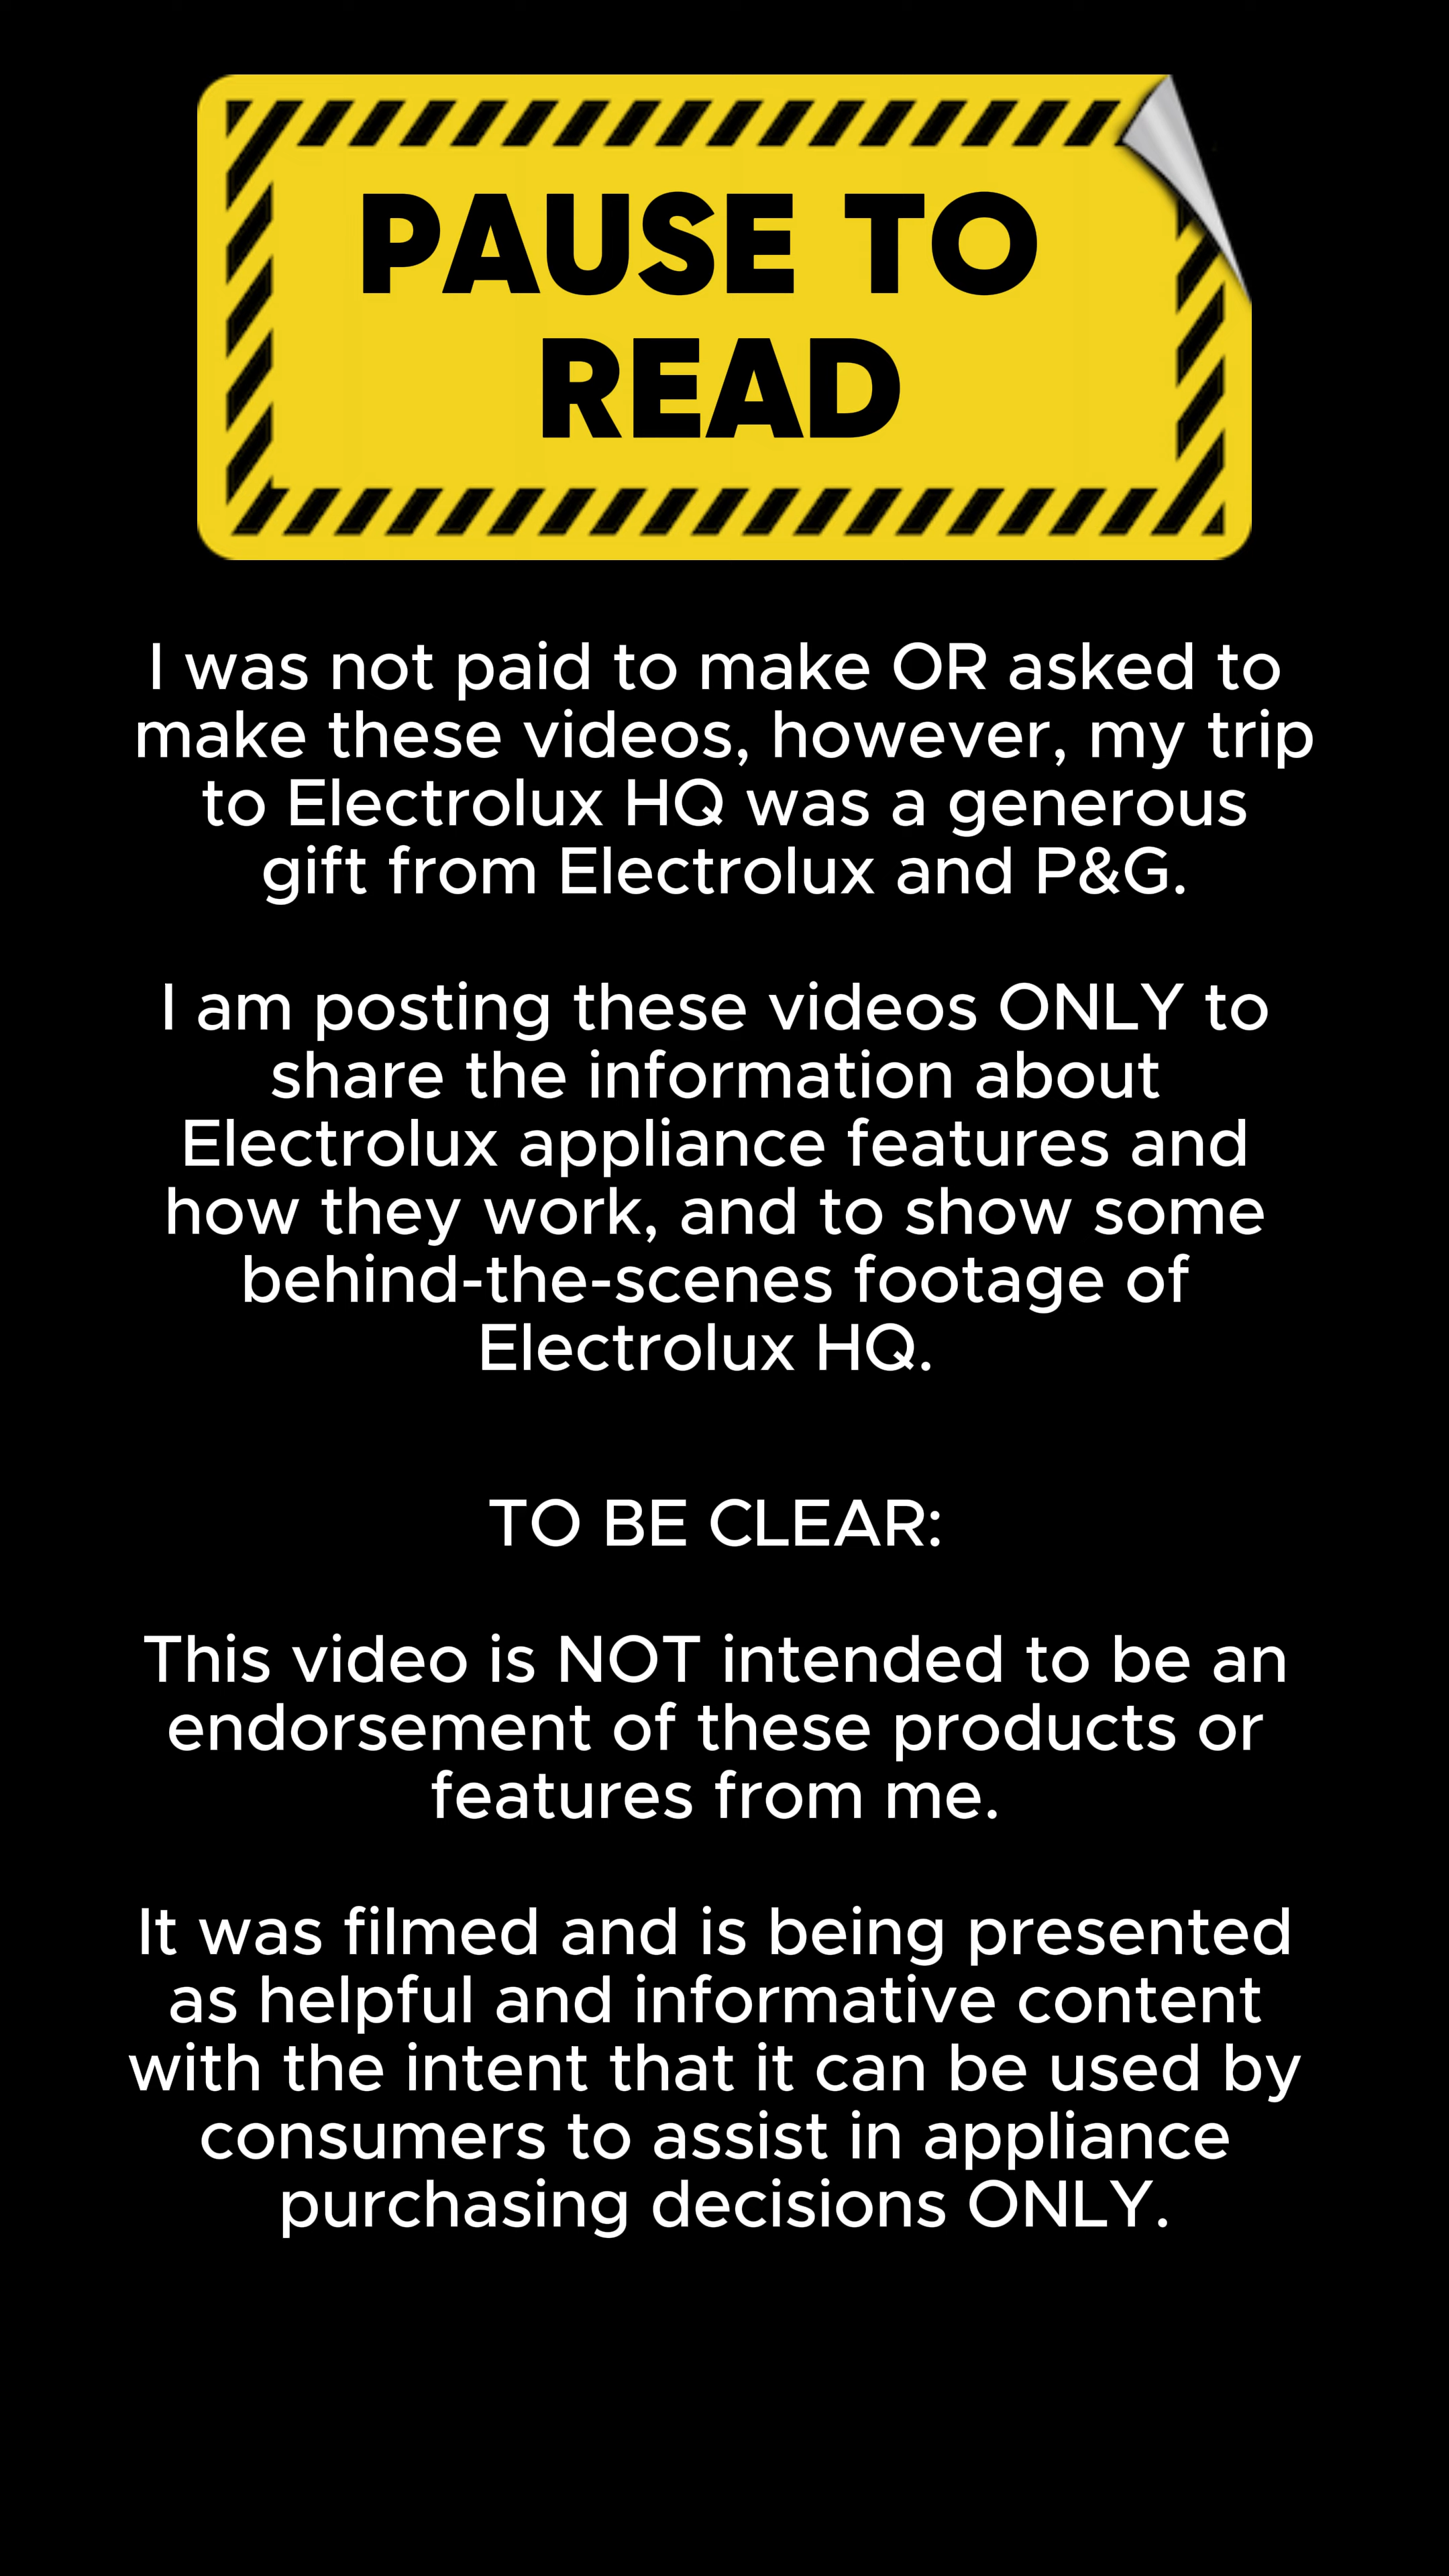 PAUSE TO
READ
I was not paid to make OR asked to
make these videos, however, my trip
to Electrolux HQ was a generous
gift from Electrolux and P&G.
I am posting these videos ONLY to
share the information about
Electrolux appliance features and
how they work, and to show some
behind-the-scenes footage of
Electrolux HQ.
TO BE CLEAR:
This video is NOT intended to be an
endorsement of these products or
features from me.
It was filmed and is being presented
as helpful and informative content
with the intent that it can be used by
consumers to assist in appliance
purchasing decisions ONLY.